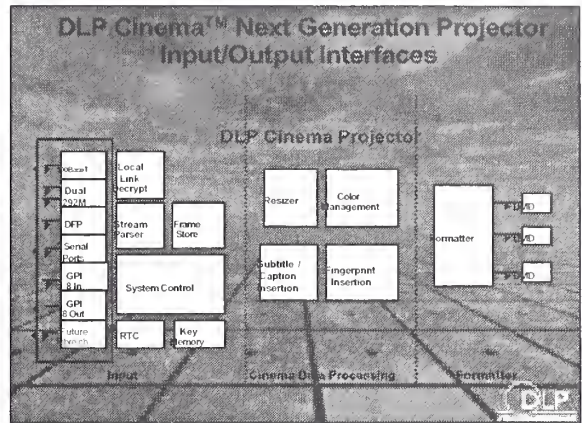 DLP Cinema™ Next Generation Projector
Input/Output Interfaces
DLP Cinema Projector
Local
Link
Decrypt
Dual
292M
DFP
Stream
Parser
Frame
Store
Serial
Ports
GPI
8 In
System Control
GPI
8 Out
Future
RTC
Key
Memory
Resizer
Color
Management
Subtitle /
Caption
Insertion
Fingerprint
Insertion
Formatter
DMD
DMD
DMD
Input
Cinema Data Processing
Formatter
DLP